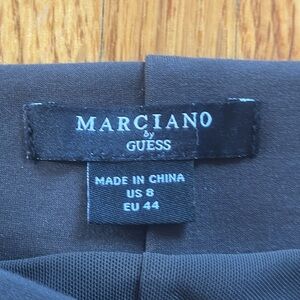 MARCIANO
by
GUESS
MADE IN CHINA
US 8
EU 44